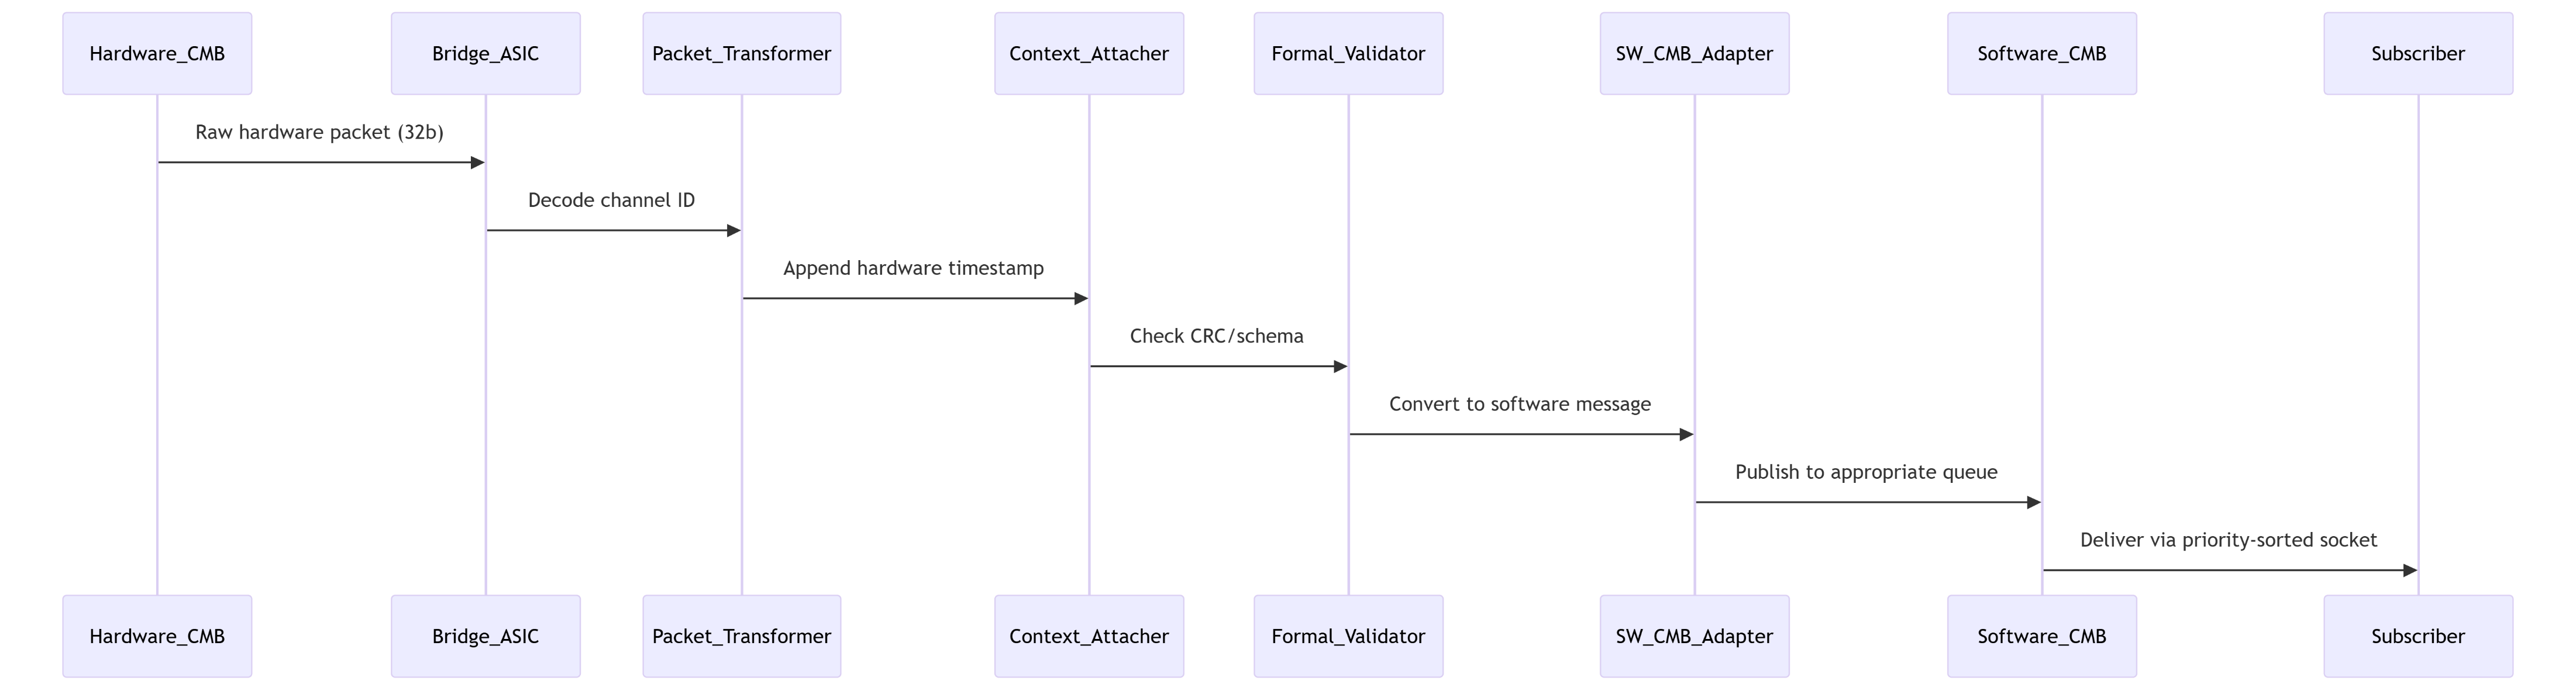 Hardware_CMB
Bridge_ASIC
Packet_Transformer
Context_Attacher
Formal_Validator
SW_CMB_Adapter
Software_CMB
Subscriber
Raw hardware packet (32b)
Decode channel ID
Append hardware timestamp
Check CRC/schema
Convert to software message
Publish to appropriate queue
Deliver via priority-sorted socket
Hardware_CMB
Bridge_ASIC
Packet_Transformer
Context_Attacher
Formal_Validator
SW_CMB_Adapter
Software_CMB
Subscriber